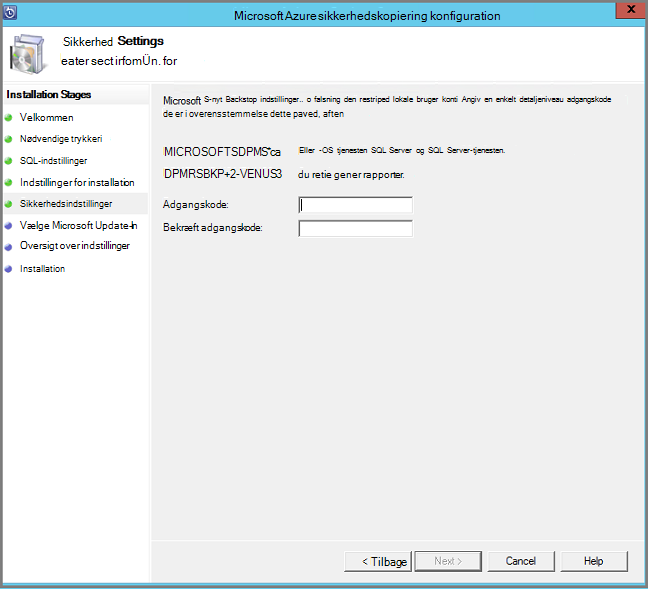 Microsoft Azuresikkerhedskopiering konfiguration
x
Sikkerhed Settings
eater sect irfomÜn. for
Installation Stages
Velkommen
Nødvendige trykkeri
SQL-indstillinger
Indstillinger for installation
Sikkerhedsindstillinger
Vælge Microsoft Update-In
Oversigt over indstillinger
Installation
Microsoft S-nyt Backstop indstillinger.. o falsning den restriped lokale bruger konti Angiv en enkelt detaljeniveau adgangskode
de er i overensstemmelse dette paved, aften
MICROSOFTSDPMS*ca Eller -OS tjenesten SQL Server og SQL Server-tjenesten.
DPMRSBKP+2-VENUS3 du retie gener rapporter.
Adgangskode:
Bekræft adgangskode:
< Tilbage Next > Cancel Help